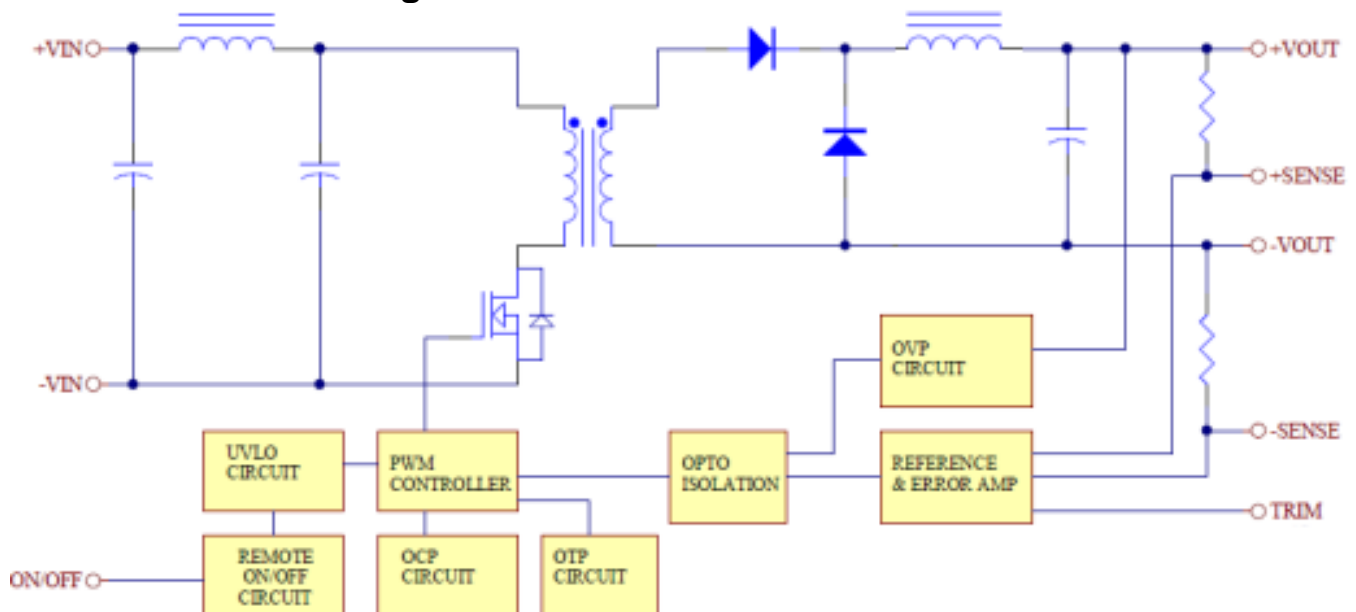 +VIN
+VOUT
+SENSE
-VOUT
OVP
CIRCUIT
-VIN
-SENSE
UVLO
CIRCUIT
PWM
CONTROLLER
OPTO
ISOLATION
REFERENCE
& ERROR AMP
TRIM
ON/OFF
REMOTE
ON/OFF
CIRCUIT
OCP
CIRCUIT
OTP
CIRCUIT